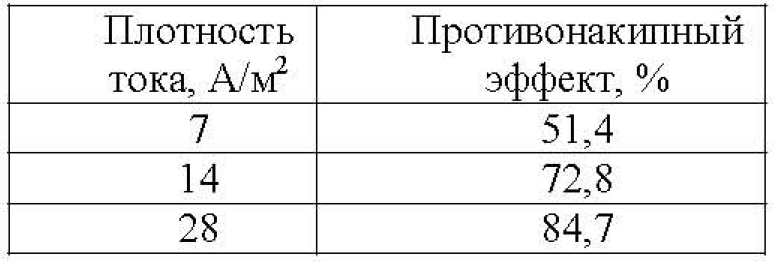 Плотность Противонакипный
тока, А/м² эффект, %
7 51,4
14 72,8
28 84,7